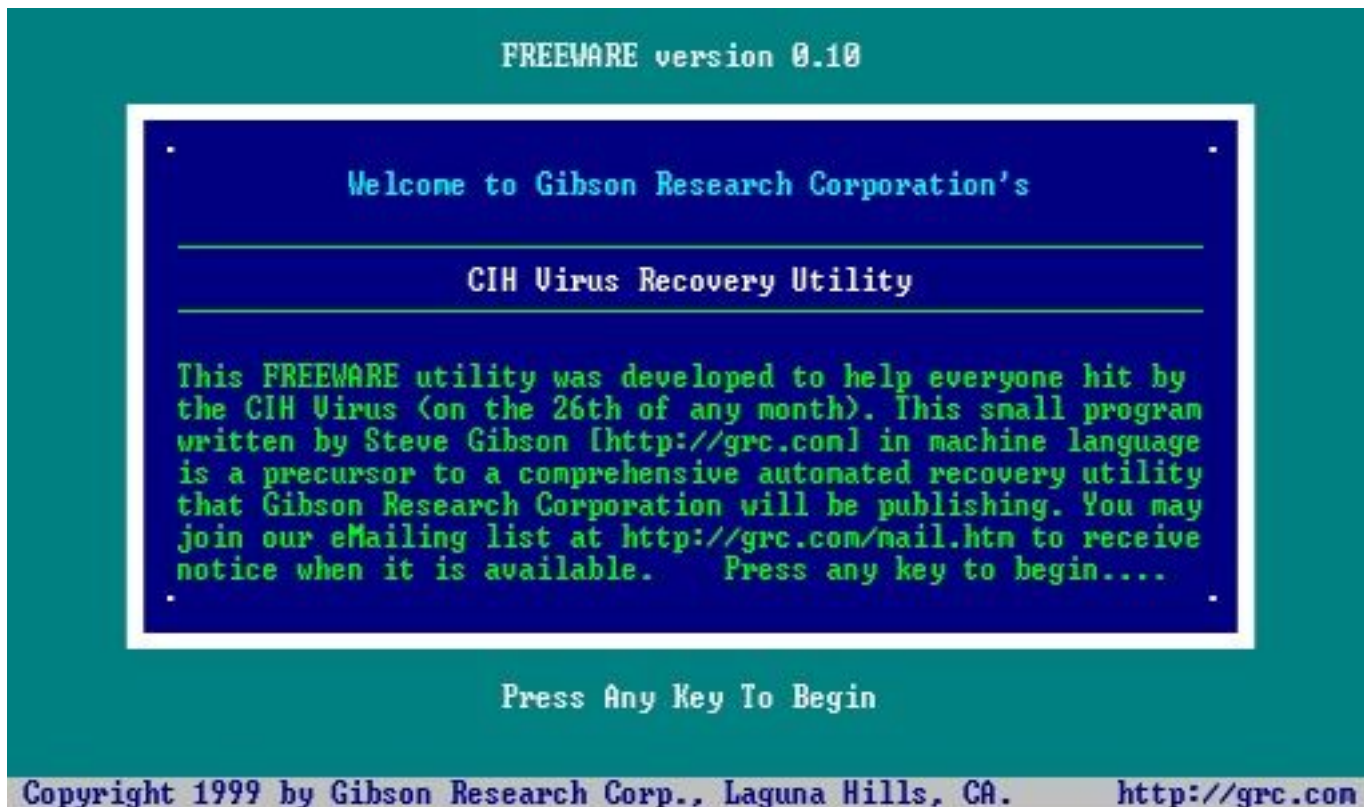 FREEWARE version 0.10
Welcome to Gibson Research Corporation's
CIH Virus Recovery Utility
This FREEWARE utility was developed to help everyone hit by
the CIH Virus (on the 26th of any month). This small program
written by Steve Gibson [http://grc.com] in machine language
is a precursor to a comprehensive automated recovery utility
that Gibson Research Corporation will be publishing. You may
join our eMailing list at http://grc.com/mail.htm to receive
notice when it is available.    Press any key to begin....
Press Any Key To Begin
Copyright 1999 by Gibson Research Corp., Laguna Hills, CA.    http://grc.com